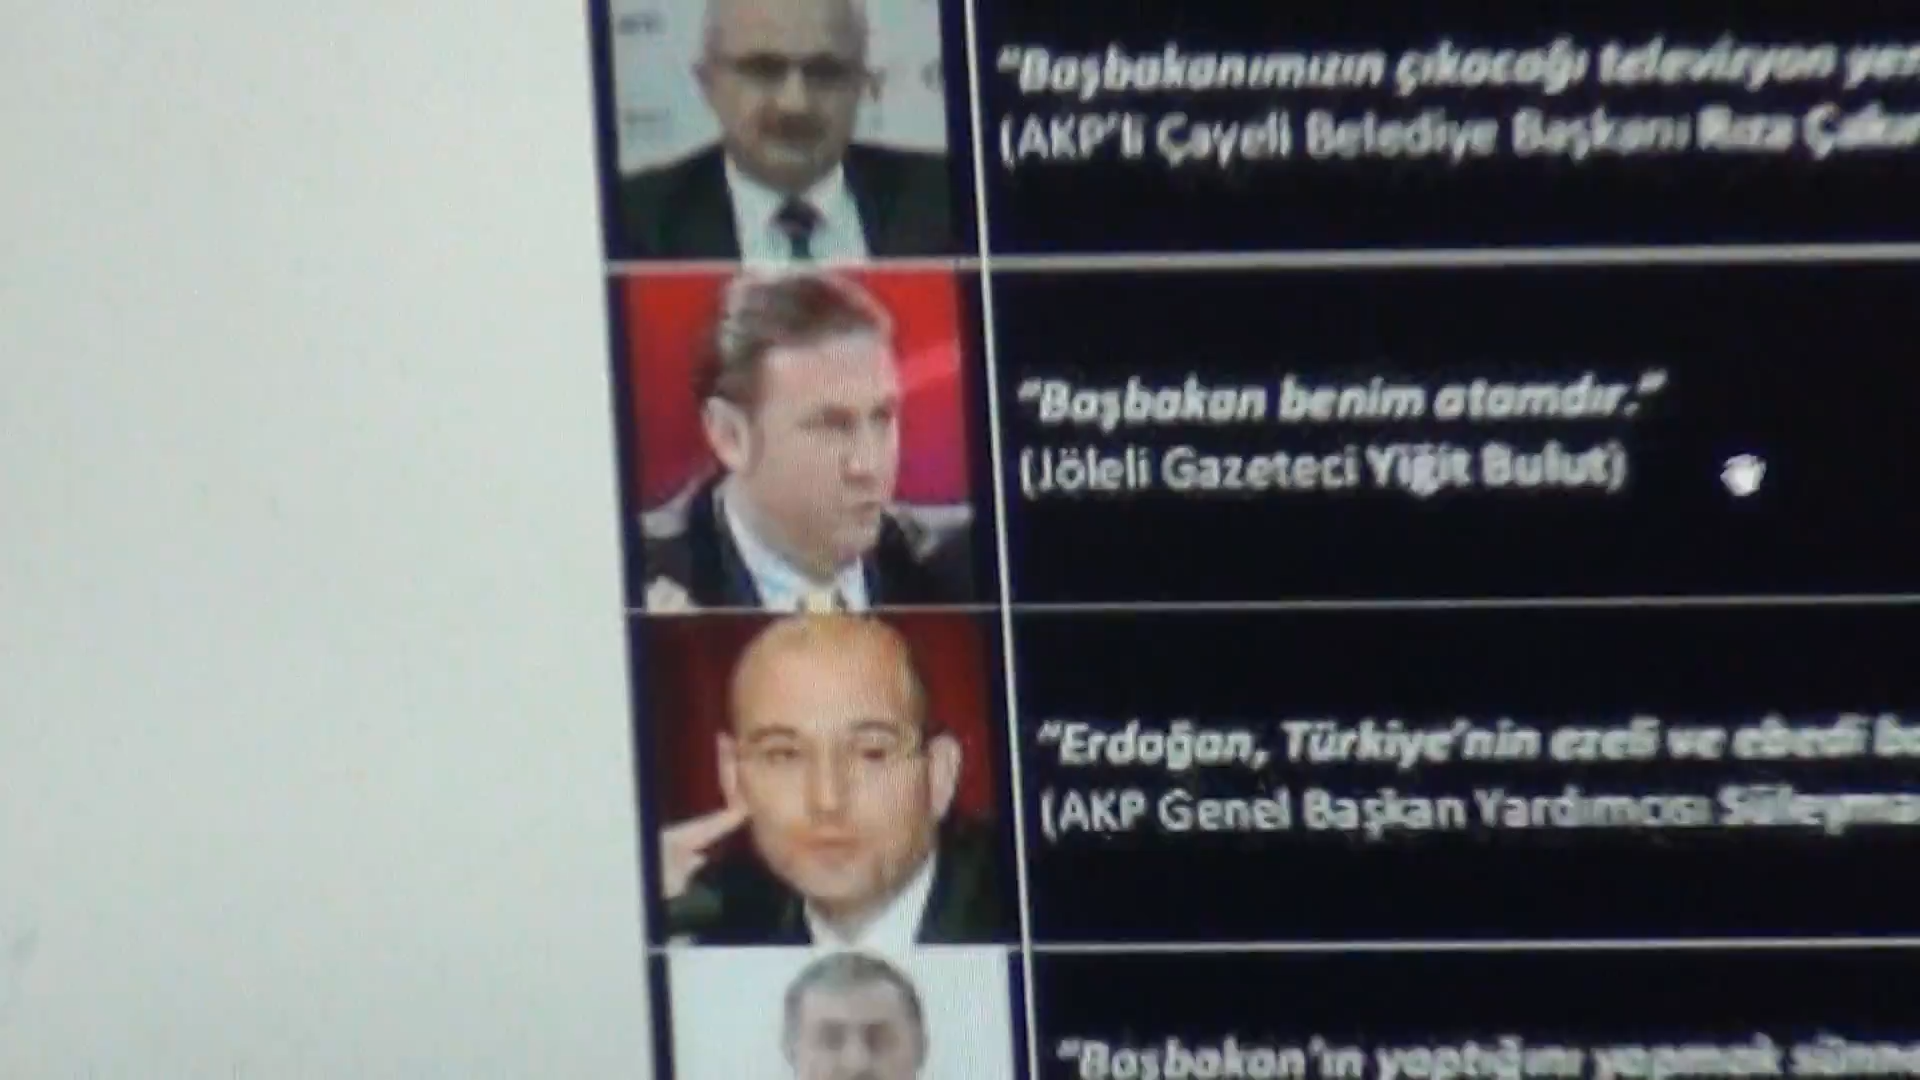 "Başbakanımızın çıkacağı televizyon
(AKP'li Çayeli Belediye Başkanı Rıza
"Başbakan benim atamdır."
(Jöleli Gazeteci Yiğit Bulut)
"Erdoğan, Türkiye'nin ezeli ve ebedi
(AKP Genel Başkan Yardımcısı
"Başbakan'ın yaptığını yapmak